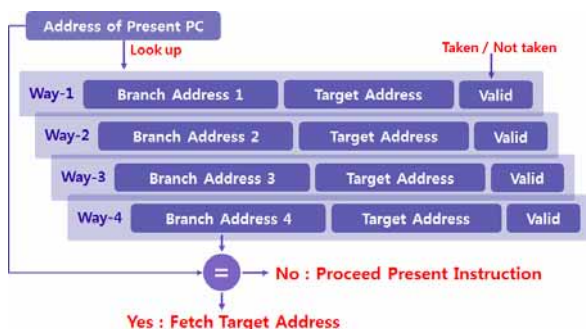 Address of Present PC
Look up
Taken / Not taken
Way-1 Branch Address 1 Target Address Valid
Way-2 Branch Address 2 Target Address Valid
Way-3 Branch Address 3 Target Address Valid
Way-4 Branch Address 4 Target Address Valid
= No : Proceed Present Instruction
Yes : Fetch Target Address